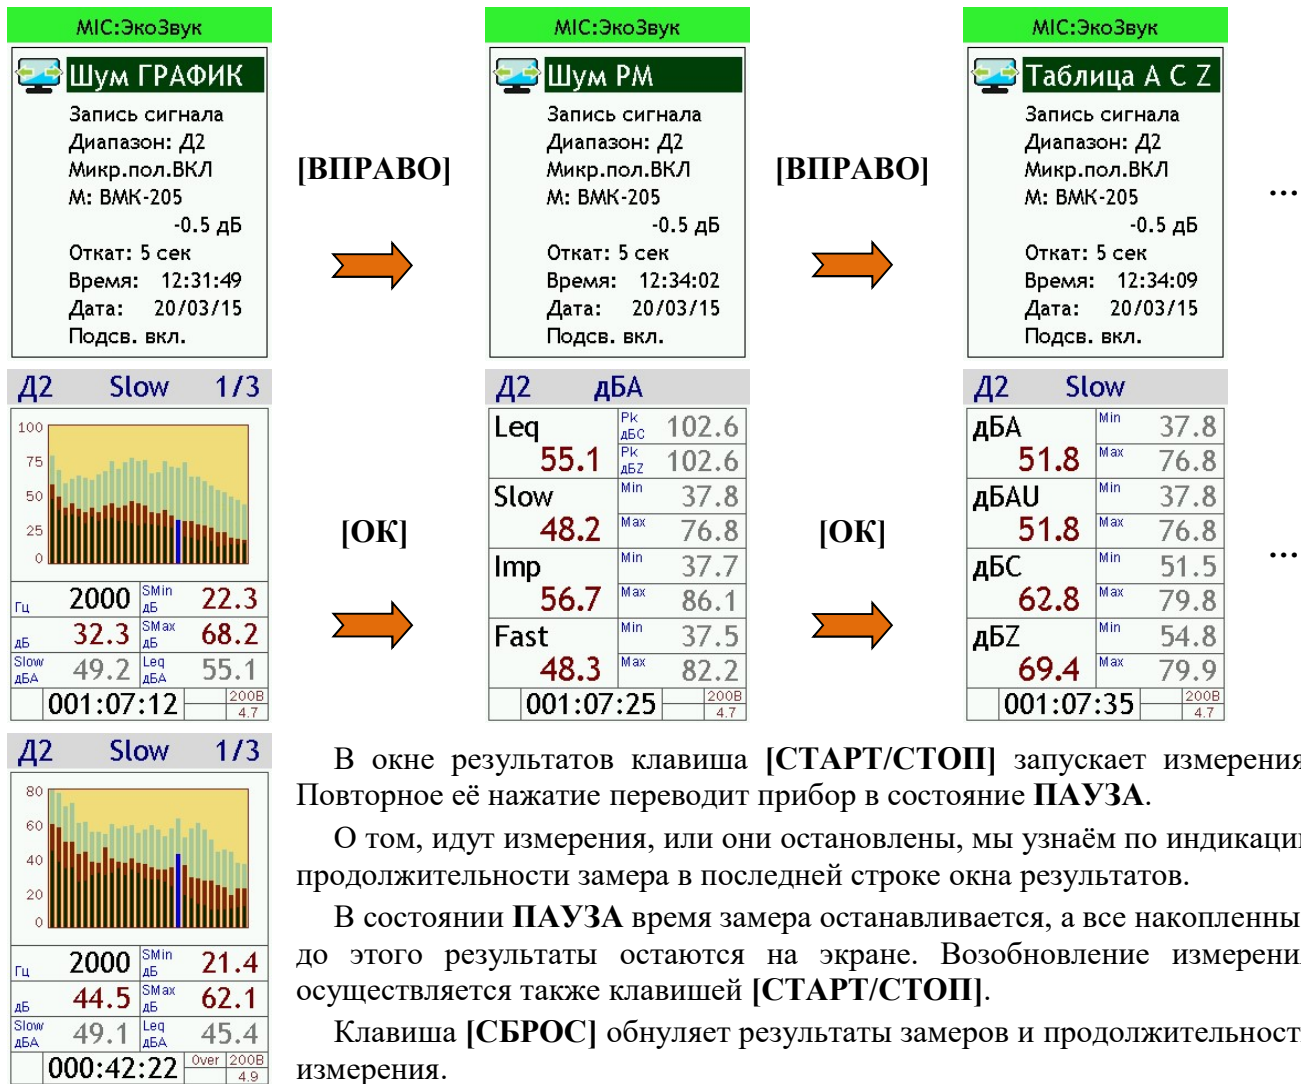 MIC:ЭкоЗвук
Шум ГРАФИК
Запись сигнала
Диапазон: Д2
Микр.пол.ВКЛ
М: ВМК-205
-0.5 дБ
Откат: 5 сек
Время: 12:31:49
Дата: 20/03/15
Подсв. вкл.
[ВПРАВО]
MIC:ЭкоЗвук
Шум РМ
Запись сигнала
Диапазон: Д2
Микр.пол.ВКЛ
М: ВМК-205
-0.5 дБ
Откат: 5 сек
Время: 12:34:02
Дата: 20/03/15
Подсв. вкл.
[ВПРАВО]
MIC:ЭкоЗвук
Таблица A C Z
Запись сигнала
Диапазон: Д2
Микр.пол.ВКЛ
М: ВМК-205
-0.5 дБ
Откат: 5 сек
Время: 12:34:09
Дата: 20/03/15
Подсв. вкл.
...
Д2 Slow 1/3
100
75
50
25
0
Гц 2000 SMin дБ 22.3
дБ 32.3 SMax дБ 68.2
Slow дБА 49.2 Leq дБА 55.1
001:07:12 200В 4.7
[ОК]
Д2 дБА
Leq 55.1 Pk дБC 102.6
Pk дБZ 102.6
Slow 48.2 Min 37.8
Max 76.8
Imp 56.7 Min 37.7
Max 86.1
Fast 48.3 Min 37.5
Max 82.2
001:07:25 200В 4.7
[ОК]
Д2 Slow
дБА 51.8 Min 37.8
Max 76.8
дБAU 51.8 Min 37.8
Max 76.8
дБC 62.8 Min 51.5
Max 79.8
дБZ 69.4 Min 54.8
Max 79.9
001:07:35 200В 4.7
...
Д2 Slow 1/3
80
60
40
20
0
Гц 2000 SMin дБ 21.4
дБ 44.5 SMax дБ 62.1
Slow дБА 49.1 Leq дБА 45.4
000:42:22 Over 200В 4.9
В окне результатов клавиша [СТАРТ/СТОП] запускает измерения
Повторное её нажатие переводит прибор в состояние ПАУЗА.
О том, идут измерения, или они остановлены, мы узнаём по индикации
продолжительности замера в последней строке окна результатов.
В состоянии ПАУЗА время замера останавливается, а все накопленны
до этого результаты остаются на экране. Возобновление измерени
осуществляется также клавишей [СТАРТ/СТОП].
Клавиша [СБРОС] обнуляет результаты замеров и продолжительност
измерения.